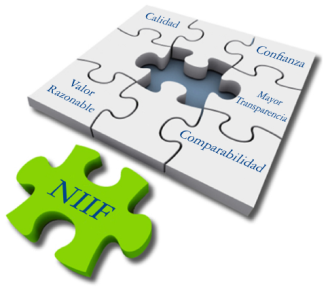 Calidad
Confianza
Mayor
Transparencia
Valor
Razonable
Comparabilidad
NIIF